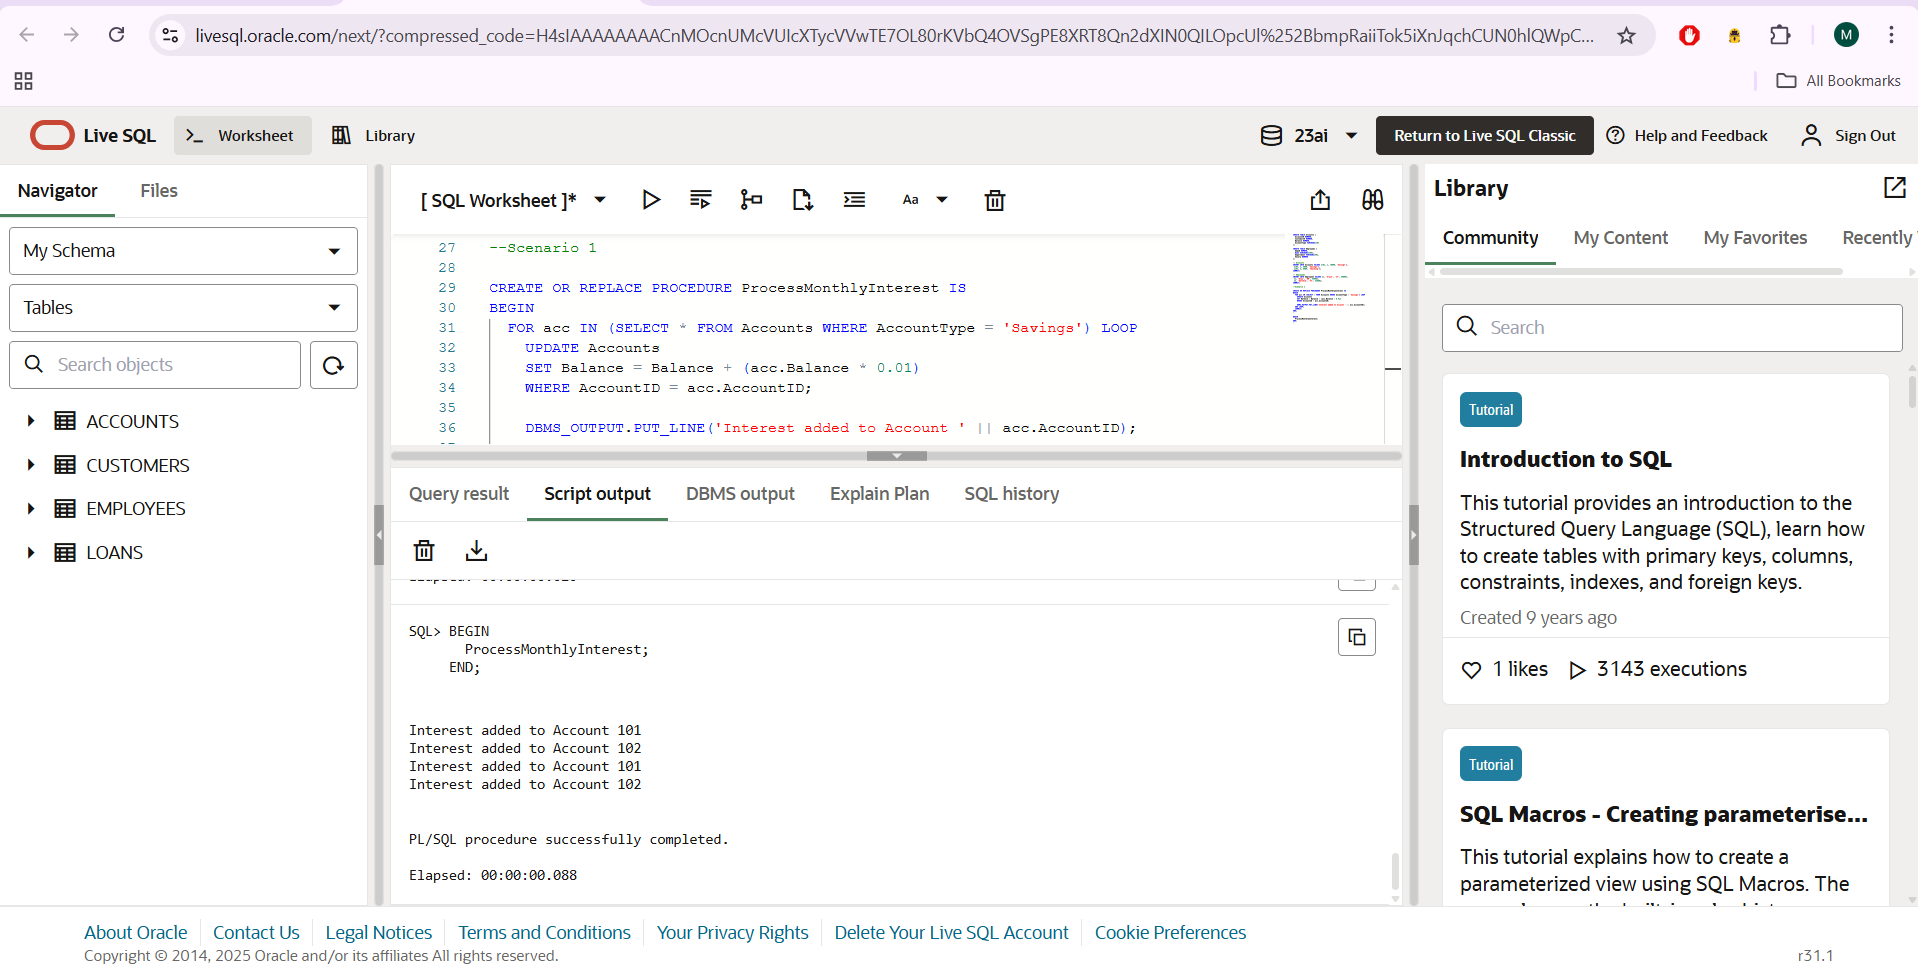 livesql.oracle.com/next/?compressed_code=
M
All Bookmarks
Live SQL
Worksheet
Library
23ai
Return to Live SQL Classic
Help and Feedback
Sign Out
Navigator
Files
My Schema
Tables
Search objects
ACCOUNTS
CUSTOMERS
EMPLOYEES
LOANS
[ SQL Worksheet ]*
Aa
27 --Scenario 1
28
29 CREATE OR REPLACE PROCEDURE ProcessMonthlyInterest IS
30 BEGIN
31 FOR acc IN (SELECT * FROM Accounts WHERE AccountType = 'Savings') LOOP
32 UPDATE Accounts
33 SET Balance = Balance + (acc.Balance * 0.01)
34 WHERE AccountID = acc.AccountID;
35
36 DBMS_OUTPUT.PUT_LINE('Interest added to Account ' || acc.AccountID);
Query result
Script output
DBMS output
Explain Plan
SQL history
SQL> BEGIN
ProcessMonthlyInterest;
END;
Interest added to Account 101
Interest added to Account 102
Interest added to Account 101
Interest added to Account 102
PL/SQL procedure successfully completed.
Elapsed: 00:00:00.088
Library
Community
My Content
My Favorites
Recently
Search
Tutorial
Introduction to SQL
This tutorial provides an introduction to the
Structured Query Language (SQL), learn how
to create tables with primary keys, columns,
constraints, indexes, and foreign keys.
Created 9 years ago
1 likes
3143 executions
Tutorial
SQL Macros - Creating parameterise...
This tutorial explains how to create a
parameterized view using SQL Macros. The
About Oracle
Contact Us
Legal Notices
Terms and Conditions
Your Privacy Rights
Delete Your Live SQL Account
Cookie Preferences
Copyright © 2014, 2025 Oracle and/or its affiliates All rights reserved.
r31.1